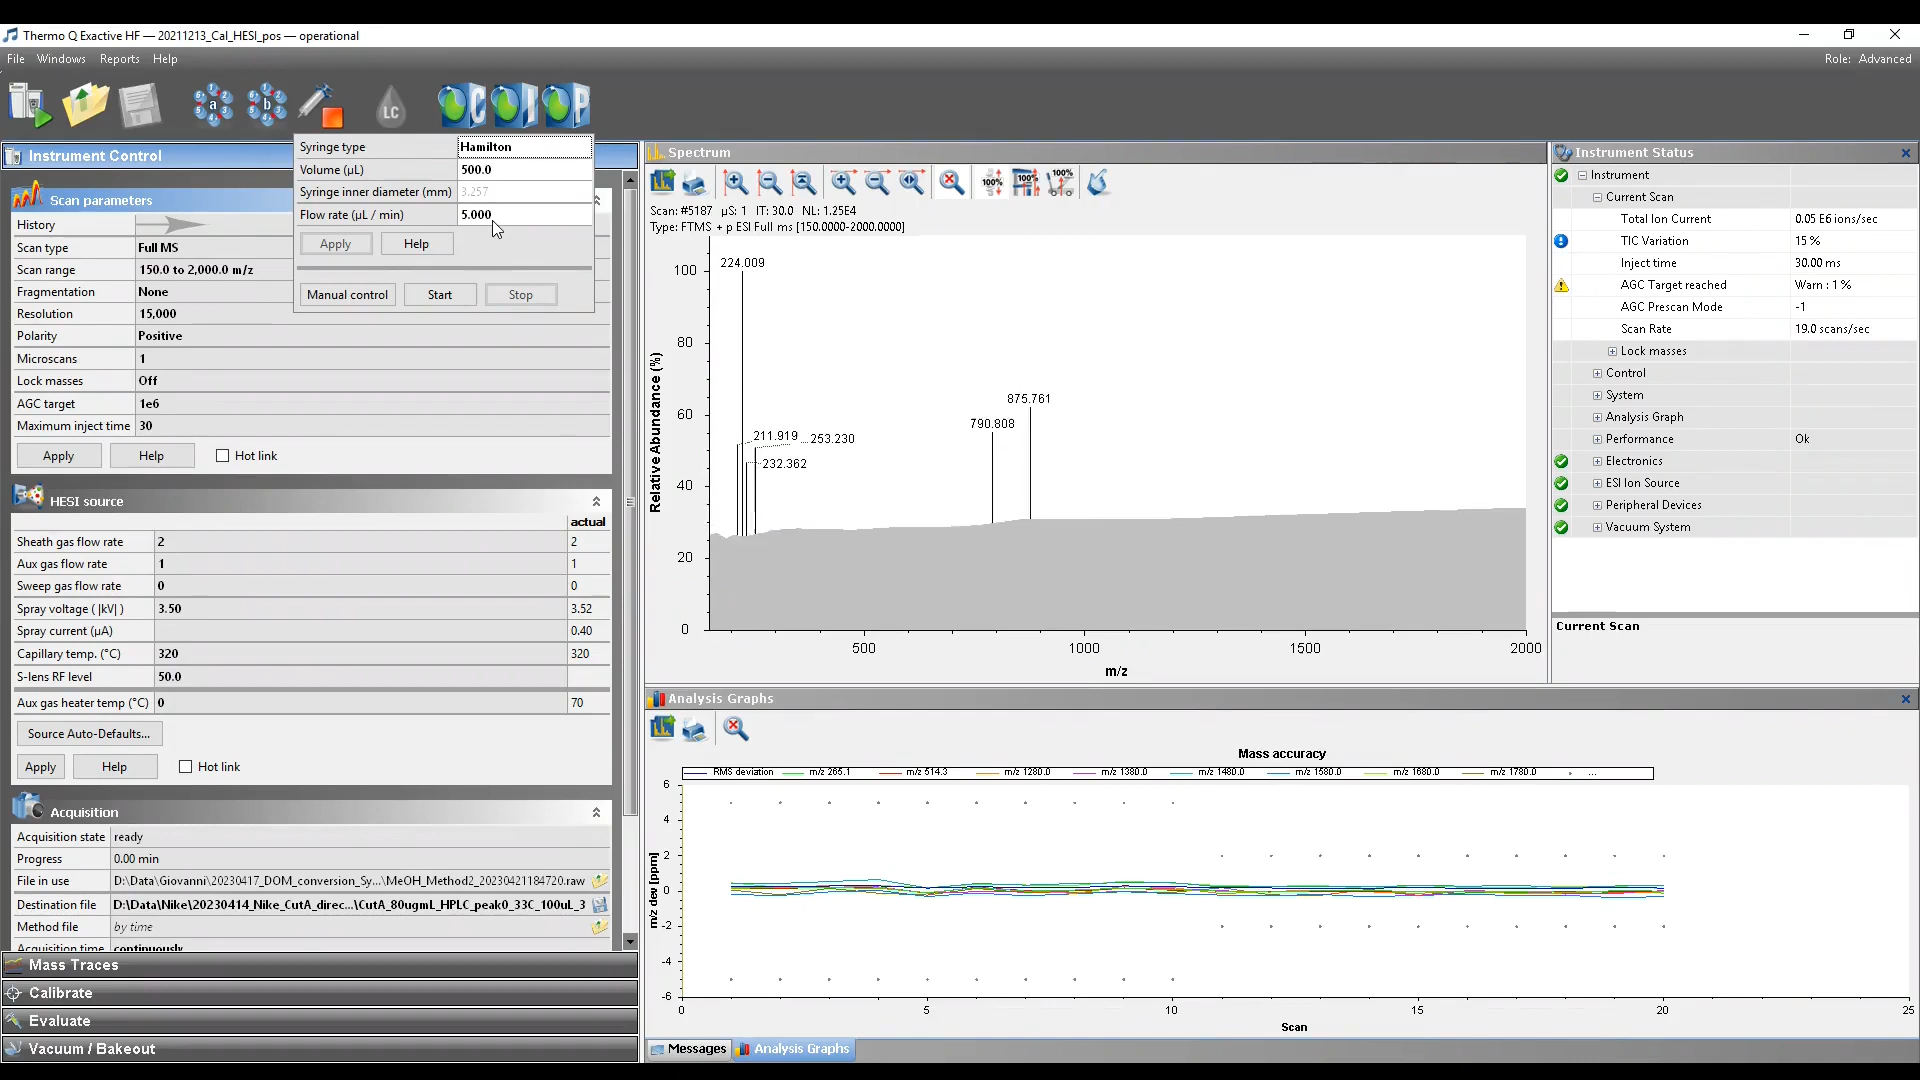 Thermo Q Exactive HF — 20211213_Cal_HESI_pos — operational
File Windows Reports Help
Role: Advanced
LC
Instrument Control
Syringe type Hamilton
Volume (µL) 500.0
Syringe inner diameter (mm) 3.257
Flow rate (µL / min) 5.000
Apply Help
Manual control Start Stop
Scan parameters
History
Scan type Full MS
Scan range 150.0 to 2,000.0 m/z
Fragmentation None
Resolution 15,000
Polarity Positive
Microscans 1
Lock masses Off
AGC target 1e6
Maximum inject time 30
Apply Help Hot link
HESI source
actual
Sheath gas flow rate 2 2
Aux gas flow rate 1 1
Sweep gas flow rate 0 0
Spray voltage ( |kV| ) 3.50 3.52
Spray current (µA) 0.40
Capillary temp. (°C) 320 320
S-lens RF level 50.0
Aux gas heater temp (°C) 0 70
Source Auto-Defaults...
Apply Help Hot link
Acquisition
Acquisition state ready
Progress 0.00 min
File in use D:\Data\Giovanni\20230417_DOM_conversion_Sy...\MeOH_Method2_20230421184720.raw
Destination file D:\Data\Nike\20230414_Nike_CutA_direc...\CutA_80ugmL_HPLC_peak0_33C_100uL_3
Method file by time
Acquisition time continuously
Mass Traces
Calibrate
Evaluate
Vacuum / Bakeout
Spectrum
100% 100% 100%
Scan: #5187 µS: 1 IT: 30.0 NL: 1.25E4
Type: FTMS + p ESI Full ms [150.0000-2000.0000]
224.009
875.761
790.808
211.919
253.230
232.362
100
80
60
40
20
0
Relative Abundance (%)
500 1000 1500 2000
m/z
Analysis Graphs
Mass accuracy
RMS deviation m/z 265.1 m/z 514.3 m/z 1280.0 m/z 1380.0 m/z 1480.0 m/z 1580.0 m/z 1680.0 m/z 1780.0 ...
6
4
2
0
-2
-4
-6
m/z dev [ppm]
0 5 10 15 20 25
Scan
Messages Analysis Graphs
Instrument Status
Instrument
Current Scan
Total Ion Current 0.05 E6 ions/sec
TIC Variation 15 %
Inject time 30.00 ms
AGC Target reached Warn : 1 %
AGC Prescan Mode -1
Scan Rate 19.0 scans/sec
Lock masses
Control
System
Analysis Graph
Performance Ok
Electronics
ESI Ion Source
Peripheral Devices
Vacuum System
Current Scan